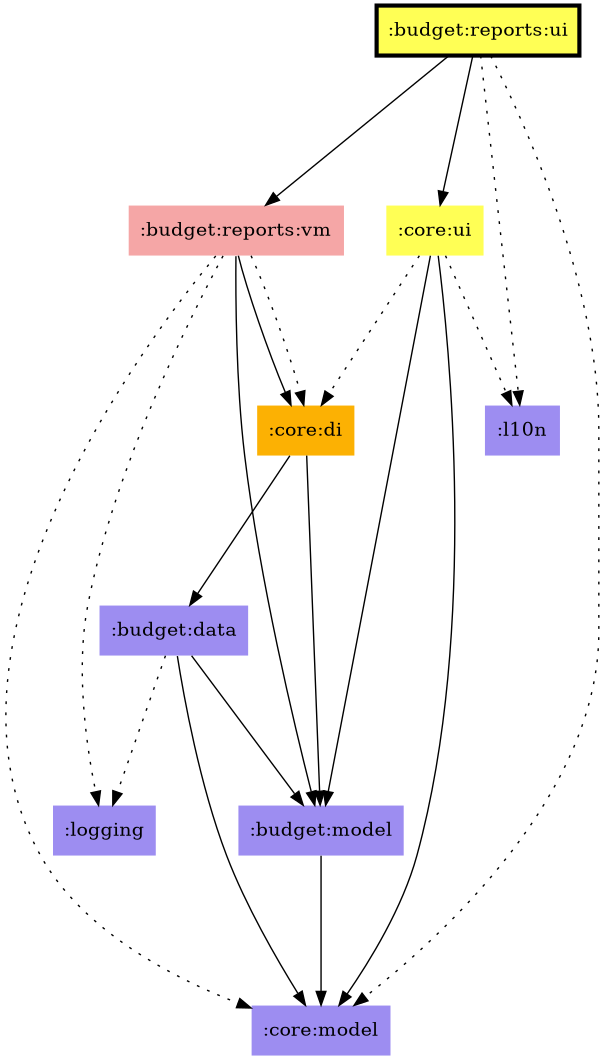 :budget:reports:ui
:budget:reports:vm
:core:ui
:core:di
:l10n
:budget:data
:logging
:budget:model
:core:model